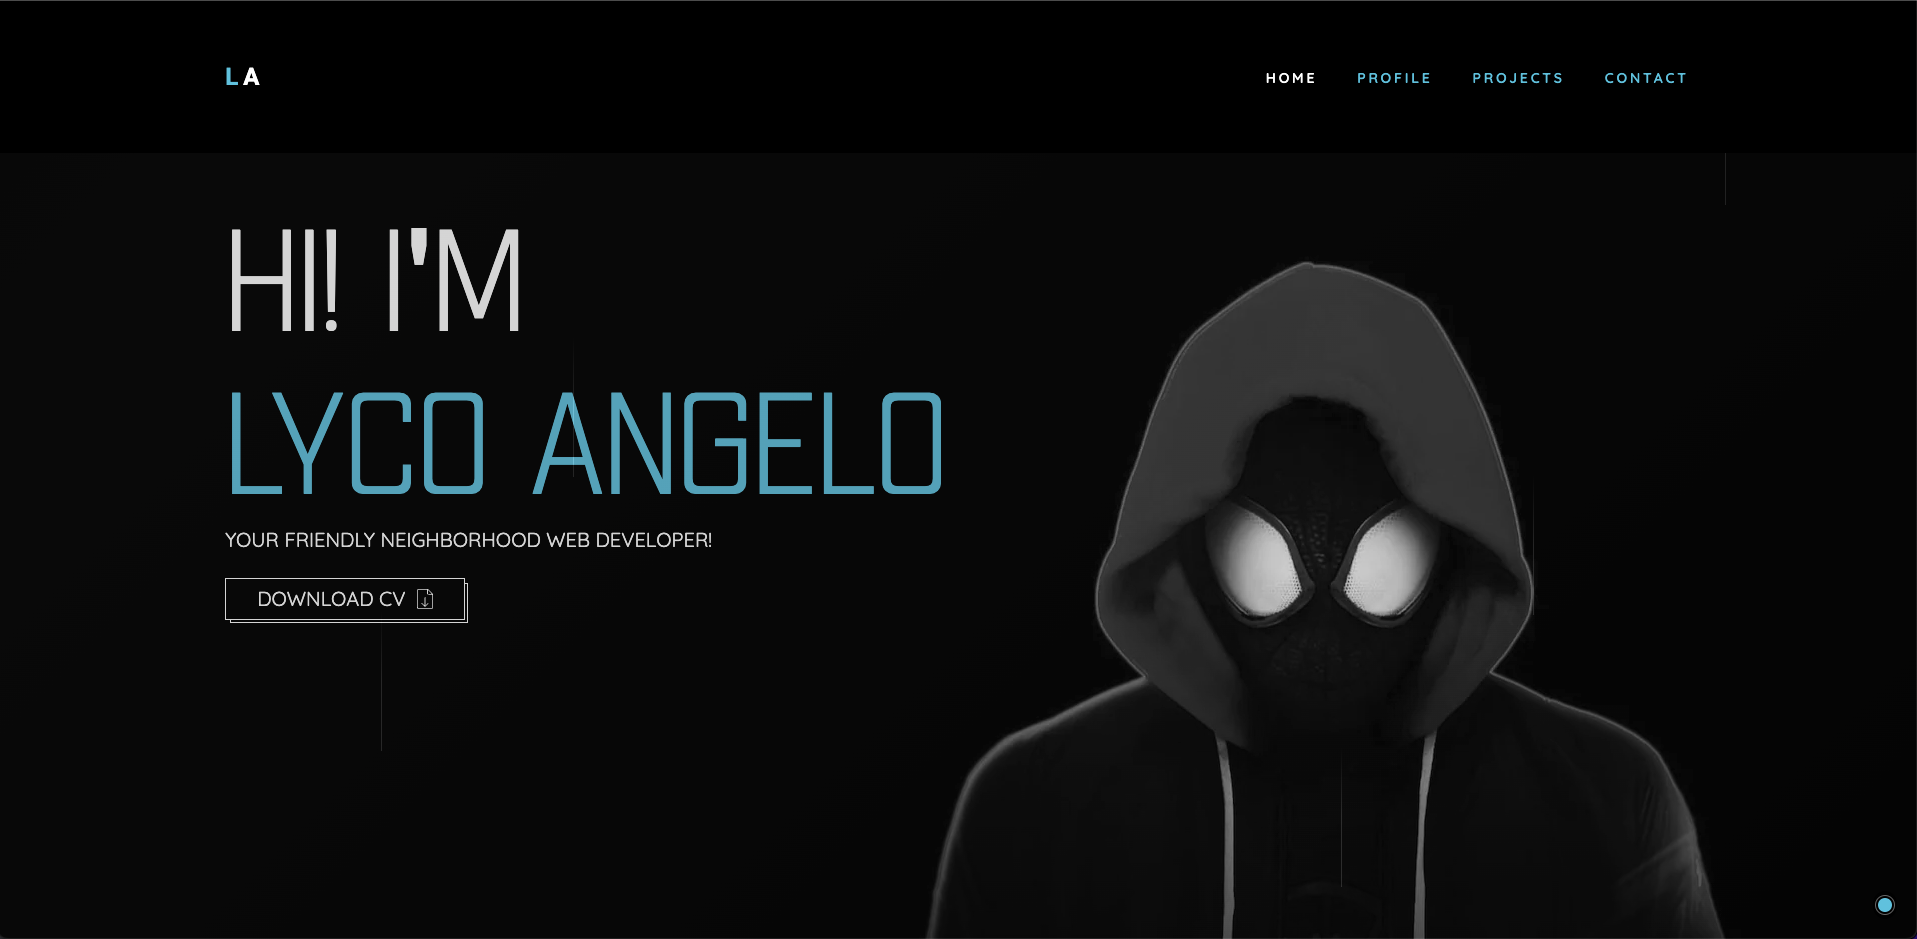 LA
HOME PROFILE PROJECTS CONTACT
HI! I'M
LYCO ANGELO
YOUR FRIENDLY NEIGHBORHOOD WEB DEVELOPER!
DOWNLOAD CV